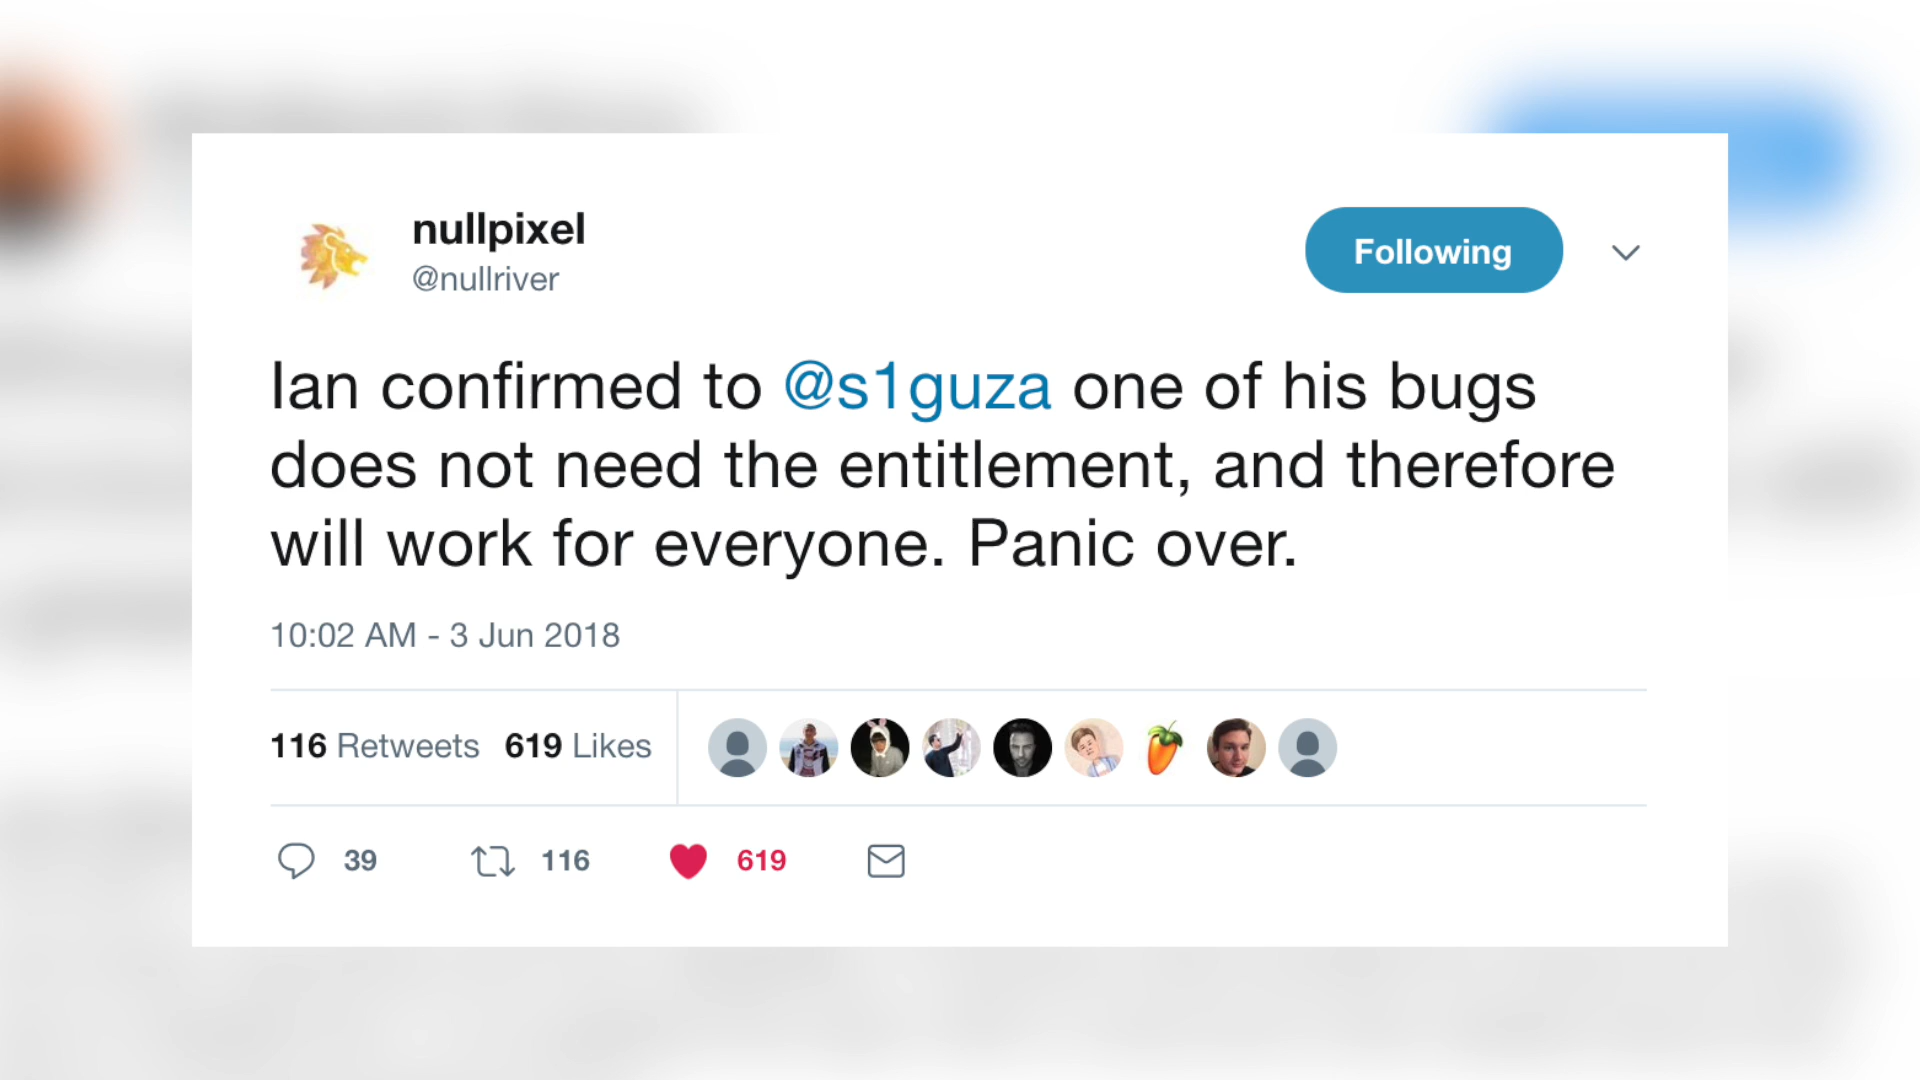 nullpixel
@nullriver
Following
Ian confirmed to @s1guza one of his bugs
does not need the entitlement, and therefore
will work for everyone. Panic over.
10:02 AM - 3 Jun 2018
116 Retweets 619 Likes
39 116 619